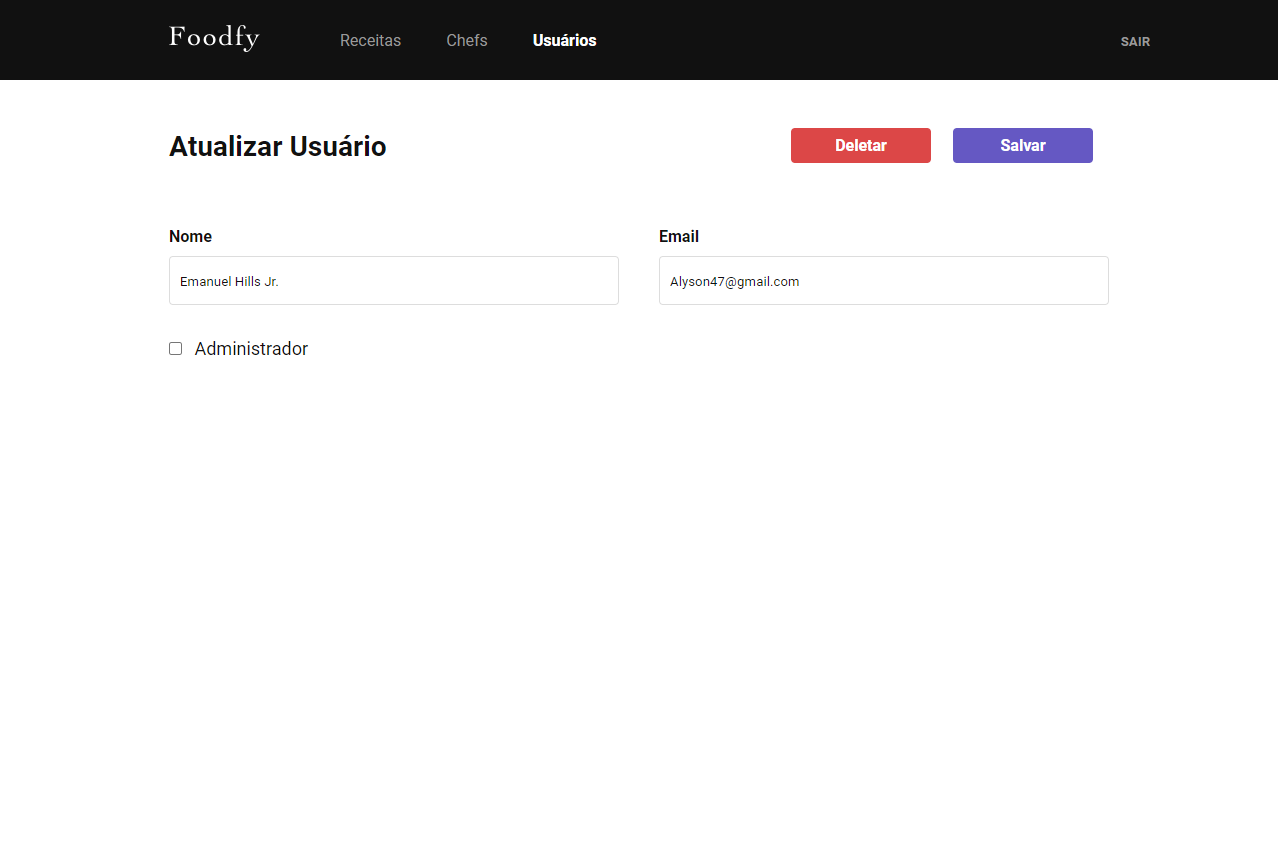 Foodfy Receitas Chefs Usuários SAIR
Atualizar Usuário Deletar Salvar
Nome Email
Emanuel Hills Jr. Alyson47@gmail.com
Administrador